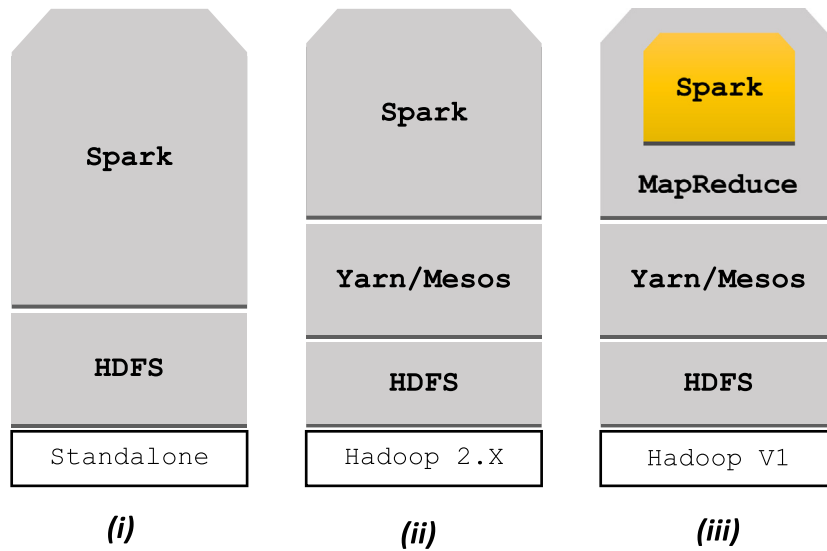 Spark
HDFS
Standalone
(i)
Spark
Yarn/Mesos
HDFS
Hadoop 2.X
(ii)
Spark
MapReduce
Yarn/Mesos
HDFS
Hadoop V1
(iii)